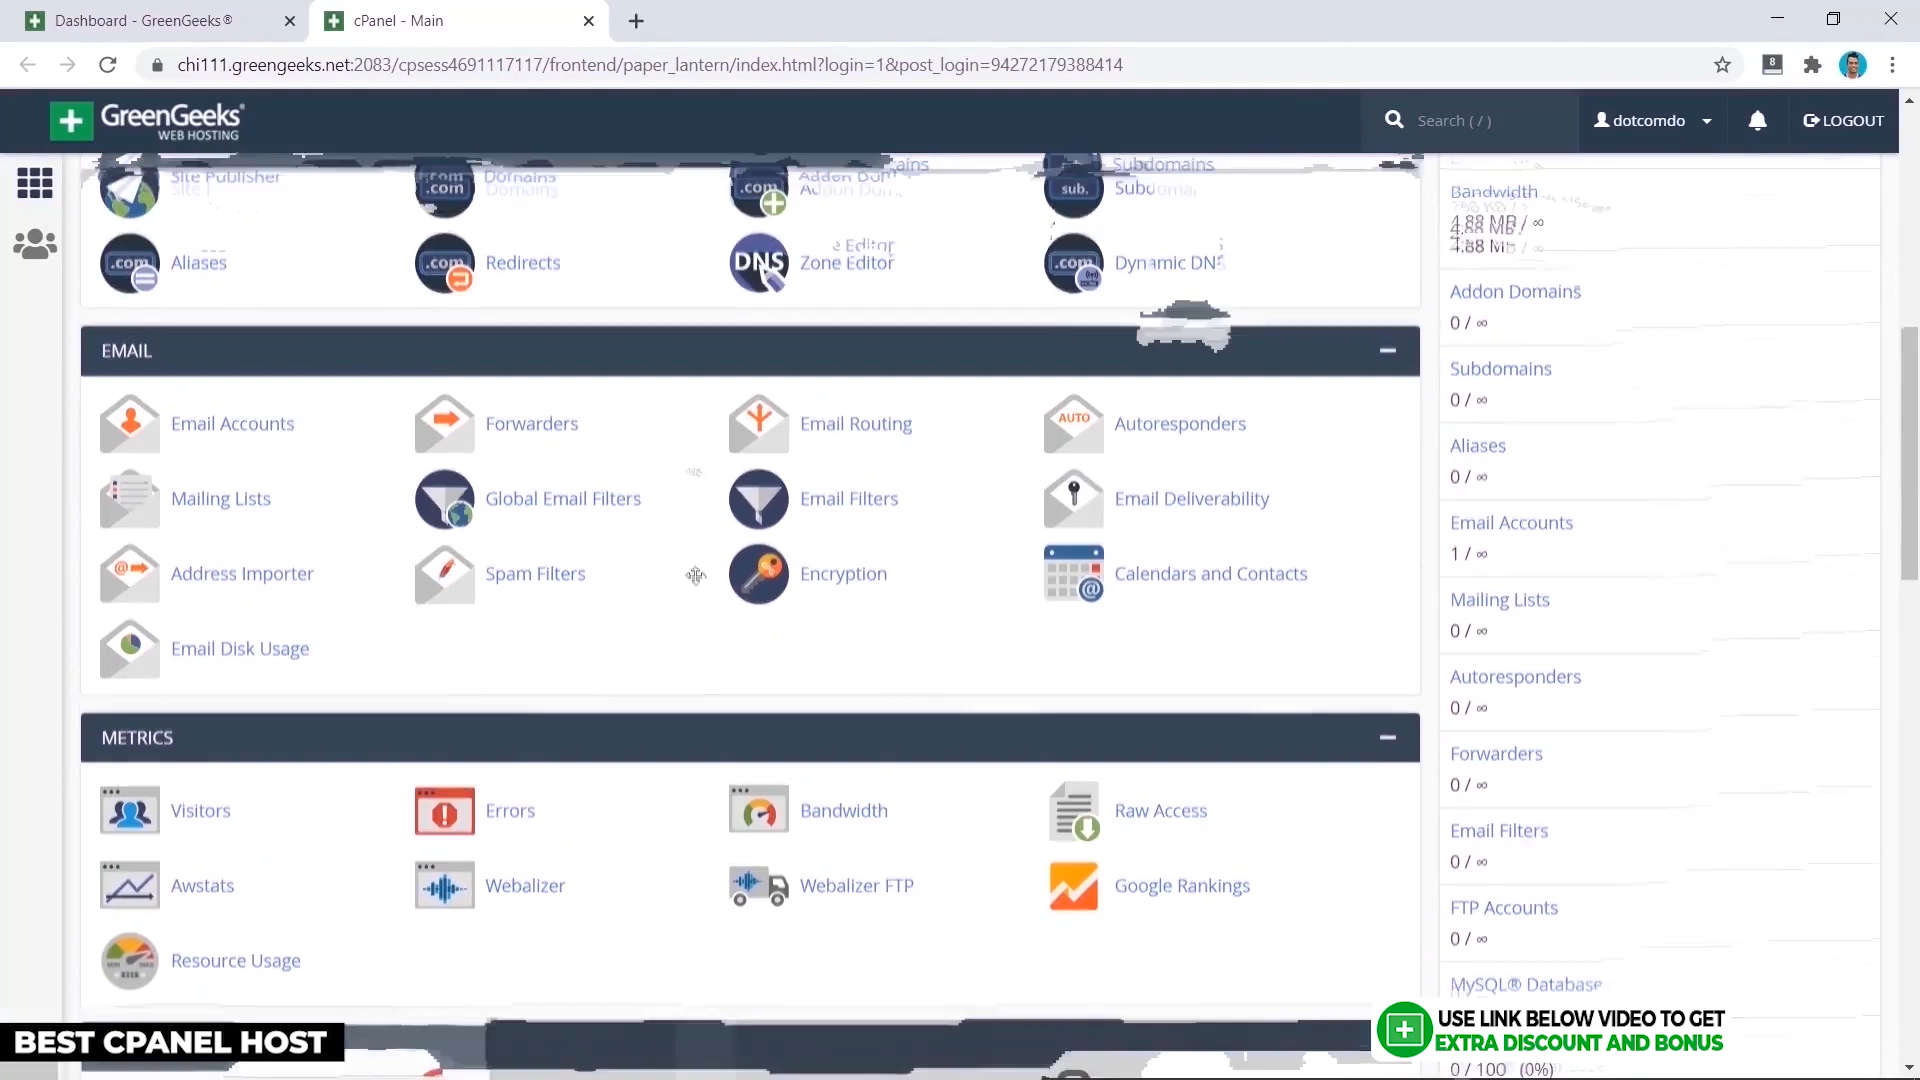 Dashboard - GreenGeeks®
cPanel - Main
chi111.greengeeks.net:2083/cpsess4691117117/frontend/paper_lantern/index.html?login=1&post_login=94272179388414
8
GreenGeeks®
WEB HOSTING
Search ( / )
dotcomdo
LOGOUT
Site Publisher
Domains
Addon
Subdomains
Bandwidth
4.88 MB / ∞
.com Aliases
.com Redirects
DNS Zone Editor
.com Dynamic DNS
Addon Domains
0 / ∞
EMAIL
Subdomains
0 / ∞
Email Accounts
Forwarders
Email Routing
AUTO Autoresponders
Aliases
0 / ∞
Mailing Lists
Global Email Filters
Email Filters
Email Deliverability
Email Accounts
1 / ∞
Address Importer
Spam Filters
Encryption
Calendars and Contacts
Mailing Lists
0 / ∞
Email Disk Usage
Autoresponders
0 / ∞
METRICS
Forwarders
0 / ∞
Visitors
Errors
Bandwidth
Raw Access
Email Filters
0 / ∞
Awstats
Webalizer
Webalizer FTP
Google Rankings
FTP Accounts
0 / ∞
Resource Usage
MySQL® Database
BEST CPANEL HOST
USE LINK BELOW VIDEO TO GET
EXTRA DISCOUNT AND BONUS
0 / 100 (0%)